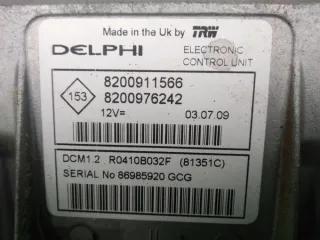 Made in the Uk by TRW
DELPHI ELECTRONIC CONTROL UNIT
153
8200911566
8200976242
12V= 03.07.09
DCM1.2 R0410B032F (81351C)
SERIAL No 86985920 GCG